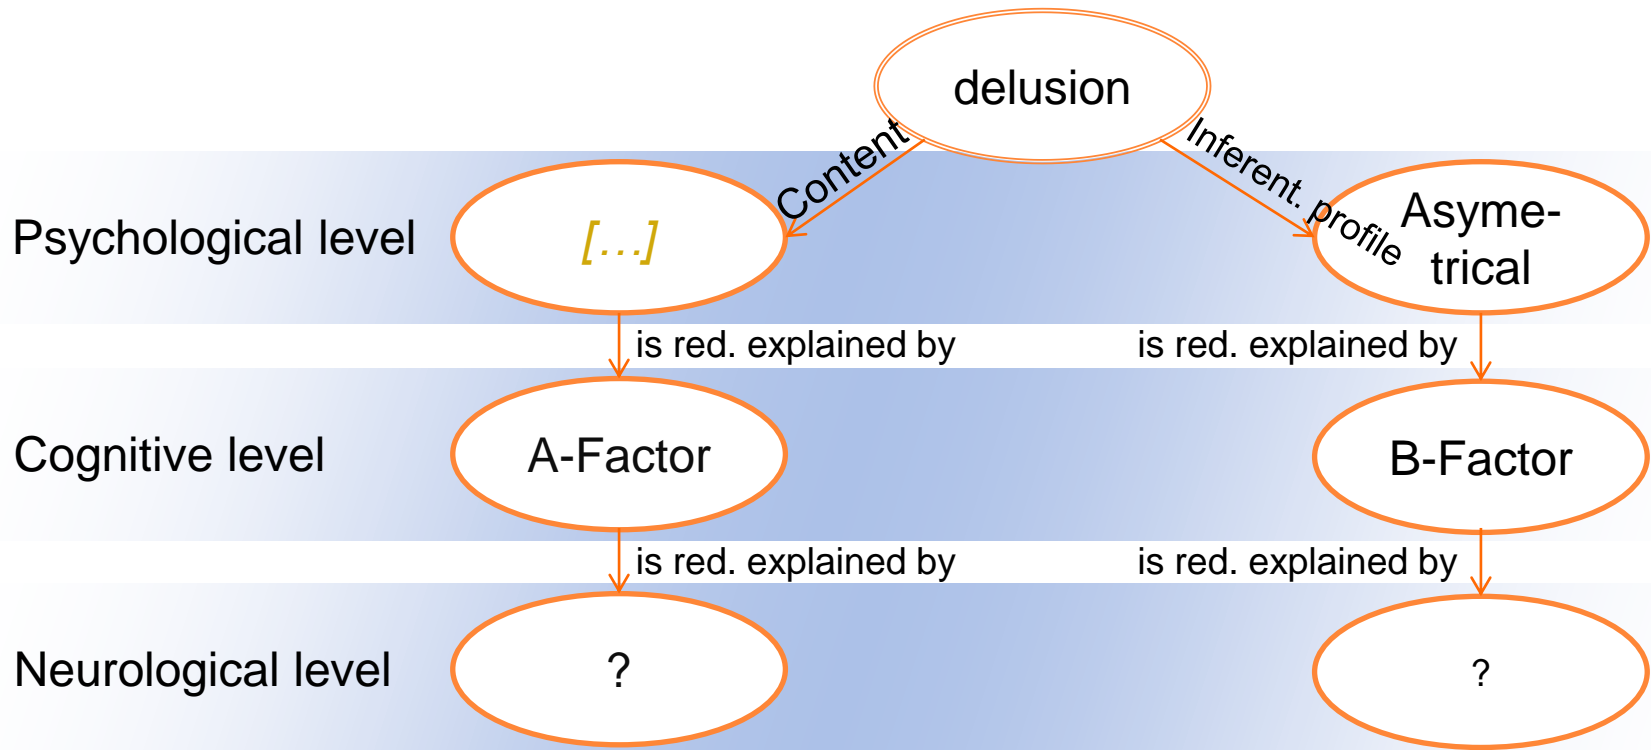 delusion
Content
Inferent. profile
Psychological level
[...]
Asyme-
trical
is red. explained by
is red. explained by
Cognitive level
A-Factor
B-Factor
is red. explained by
is red. explained by
Neurological level
?
?